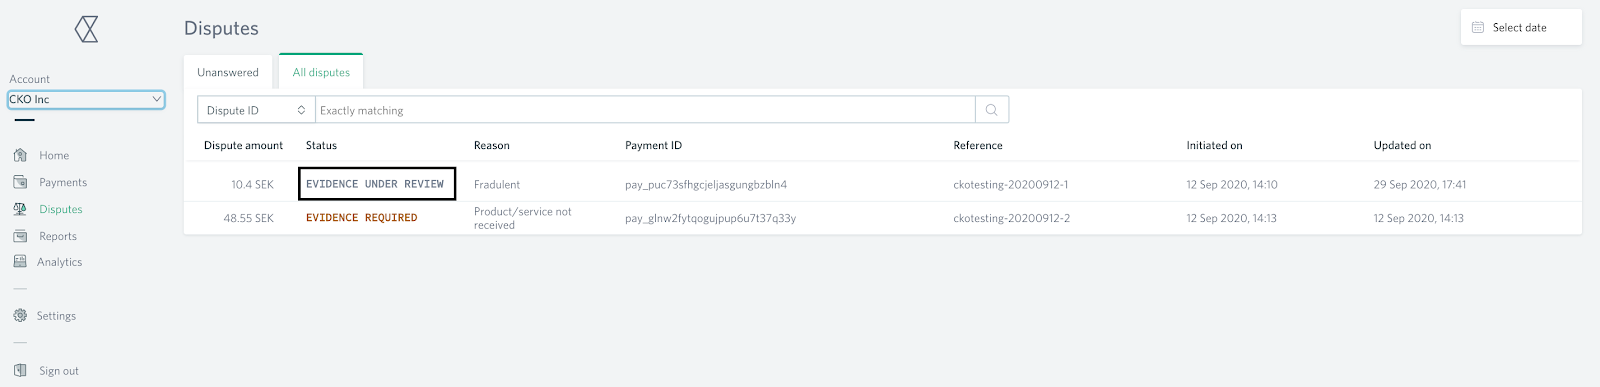 Disputes
Select date
Account
CKO Inc
Unanswered
All disputes
Dispute ID
Exactly matching
Home
Payments
Disputes
Reports
Analytics
Settings
Sign out
Dispute amount Status Reason Payment ID Reference Initiated on Updated on
10.4 SEK EVIDENCE UNDER REVIEW Fradulent pay_puc73sfhgcjeljasgungbzbln4 ckotesting-20200912-1 12 Sep 2020, 14:10 29 Sep 2020, 17:41
48.55 SEK EVIDENCE REQUIRED Product/service not
received pay_glnw2fytqogujpup6u7t37q33y ckotesting-20200912-2 12 Sep 2020, 14:13 12 Sep 2020, 14:13